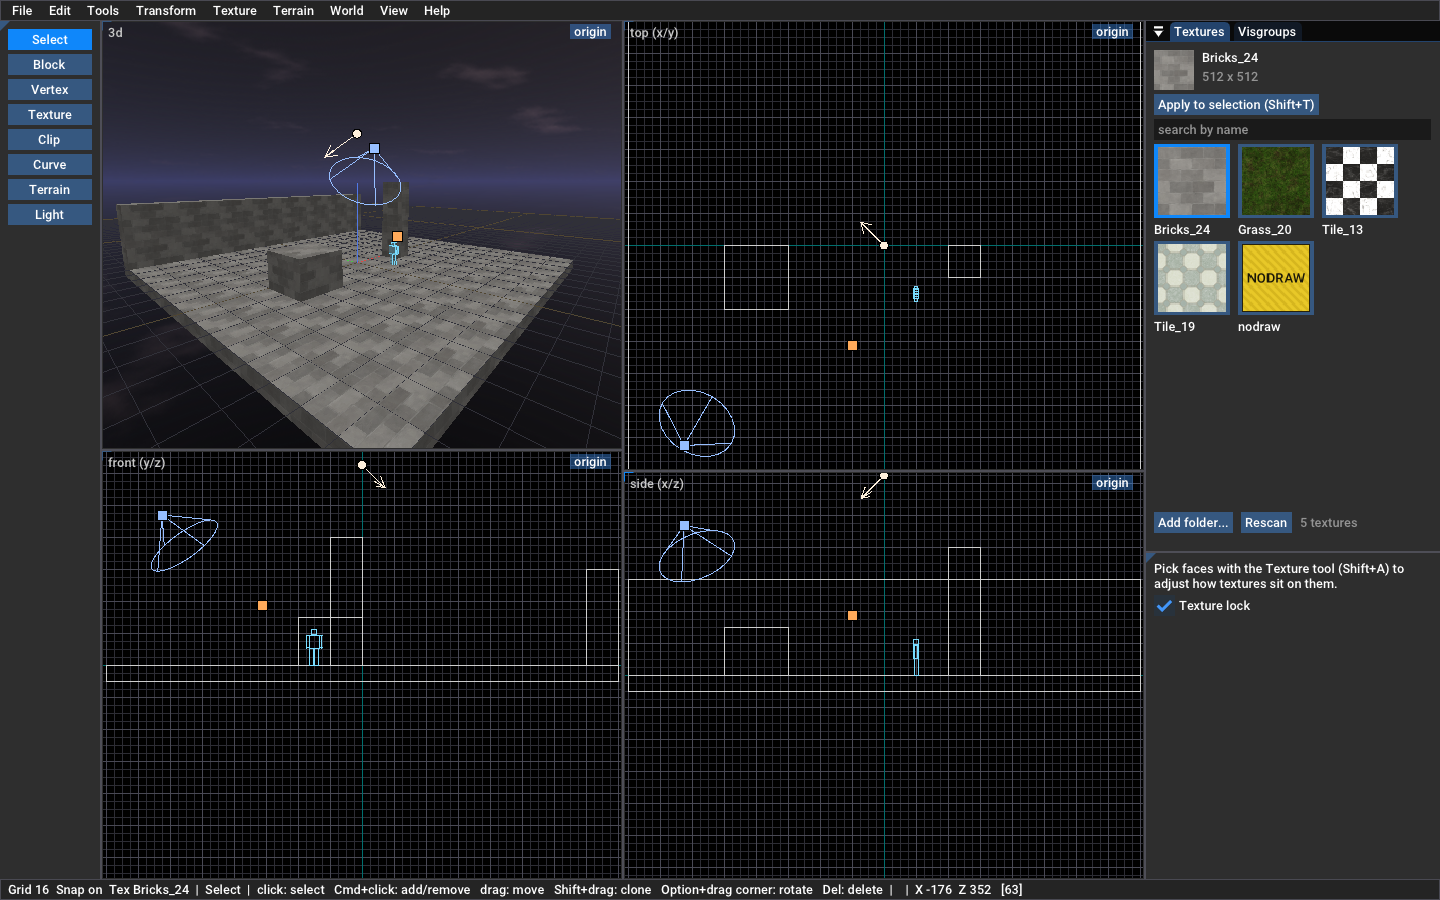 File Edit Tools Transform Texture Terrain World View Help
Select
Block
Vertex
Texture
Clip
Curve
Terrain
Light
3d origin
top (x/y) origin
front (y/z) origin
side (x/z) origin
Textures Visgroups
Bricks_24
512 x 512
Apply to selection (Shift+T)
search by name
Bricks_24 Grass_20 Tile_13
NODRAW
Tile_19 nodraw
Add folder... Rescan 5 textures
Pick faces with the Texture tool (Shift+A) to
adjust how textures sit on them.
Texture lock
Grid 16 Snap on Tex Bricks_24 | Select | click: select Cmd+click: add/remove drag: move Shift+drag: clone Option+drag corner: rotate Del: delete | | X -176 Z 352 [63]